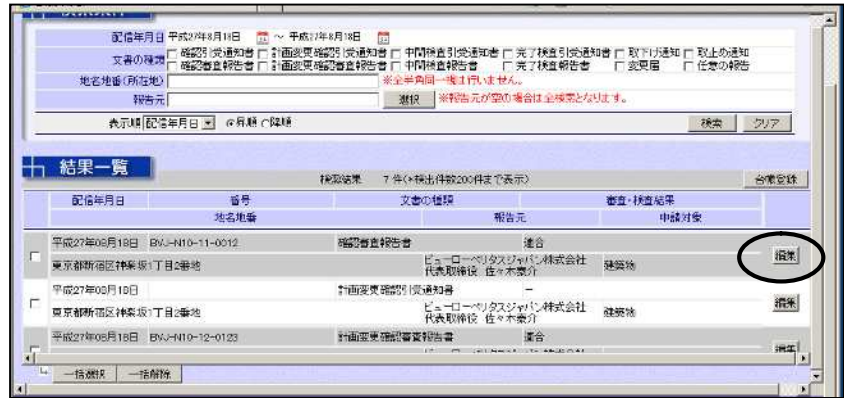 配信年月日 平成27年8月18日 ～ 平成27年8月18日
文書の種類 確認引受通知書 計画変更確認引受通知書 中間検査引受通知書 完了検査引受通知書 取下げ通知 取止め通知
確認審査報告書 計画変更確認審査報告書 中間検査報告書 完了検査報告書 変更届 任意の報告
地名地番(所在地) ※全半角同一視は行いません。
報告元 選択 ※報告元が空の場合は全検索となります。
表示順 配信年月日 昇順 降順 検索 クリア
結果一覧
検索結果 7 件(*検出件数200件まで表示) 台帳登録
配信年月日 番号 文書の種類 審査・検査結果
地名地番 報告元 申請対象
平成27年08月18日 BVJ-N10-11-0012 確認審査報告書 適合
東京都新宿区神楽坂1丁目2番地 ビューローベリタスジャパン株式会社 建築物 編集
代表取締役 佐々木豪介
平成27年08月18日 計画変更確認引受通知書 −
東京都新宿区神楽坂1丁目2番地 ビューローベリタスジャパン株式会社 建築物 編集
代表取締役 佐々木豪介
平成27年08月18日 BVJ-N10-12-0123 計画変更確認審査報告書 適合
編集
一括選択 一括解除